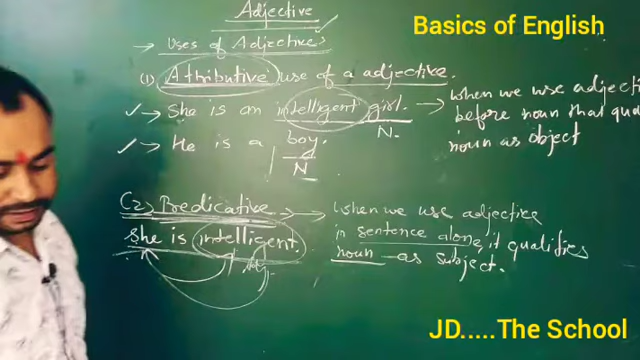 Adjective
Basics of English
→ Uses of Adjective
(1) Attributive use of a adjective.
→ She is an intelligent girl. → when we use adjecti
N.
before noun that qua
noun as object
→ He is a boy.
N
(2) Predicative → when we use adjective
in sentence alone, it qualifies
noun as subject.
She is intelligent.
Adj.
JD.....The School